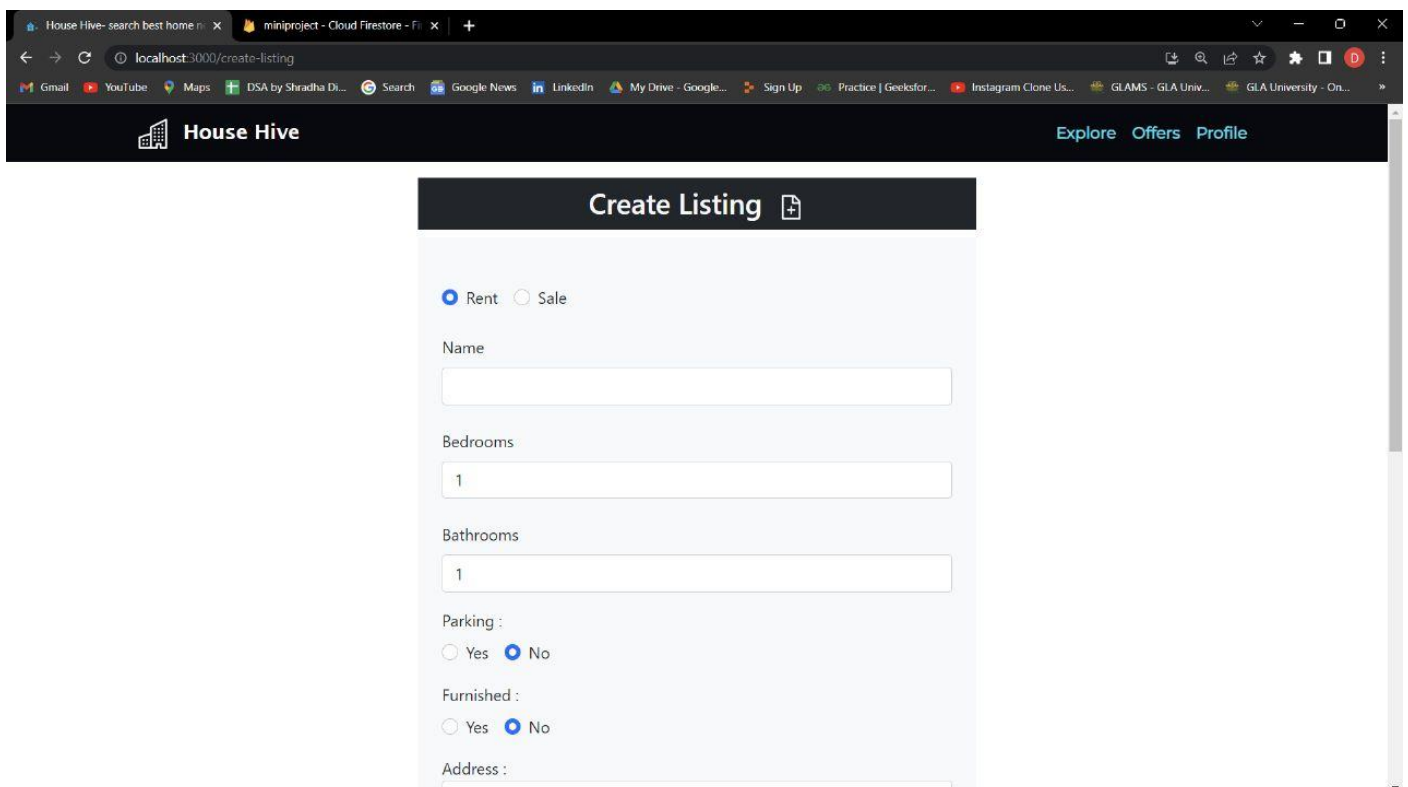 House Hive- search best home n
miniproject - Cloud Firestore - Fi
localhost:3000/create-listing
D
Gmail YouTube Maps DSA by Shradha Di... Search Google News LinkedIn My Drive - Google... Sign Up Practice | Geeksfor... Instagram Clone Us... GLAMS - GLA Univ... GLA University - On... »
House Hive Explore Offers Profile
Create Listing
Rent Sale
Name
Bedrooms
1
Bathrooms
1
Parking :
Yes No
Furnished :
Yes No
Address :